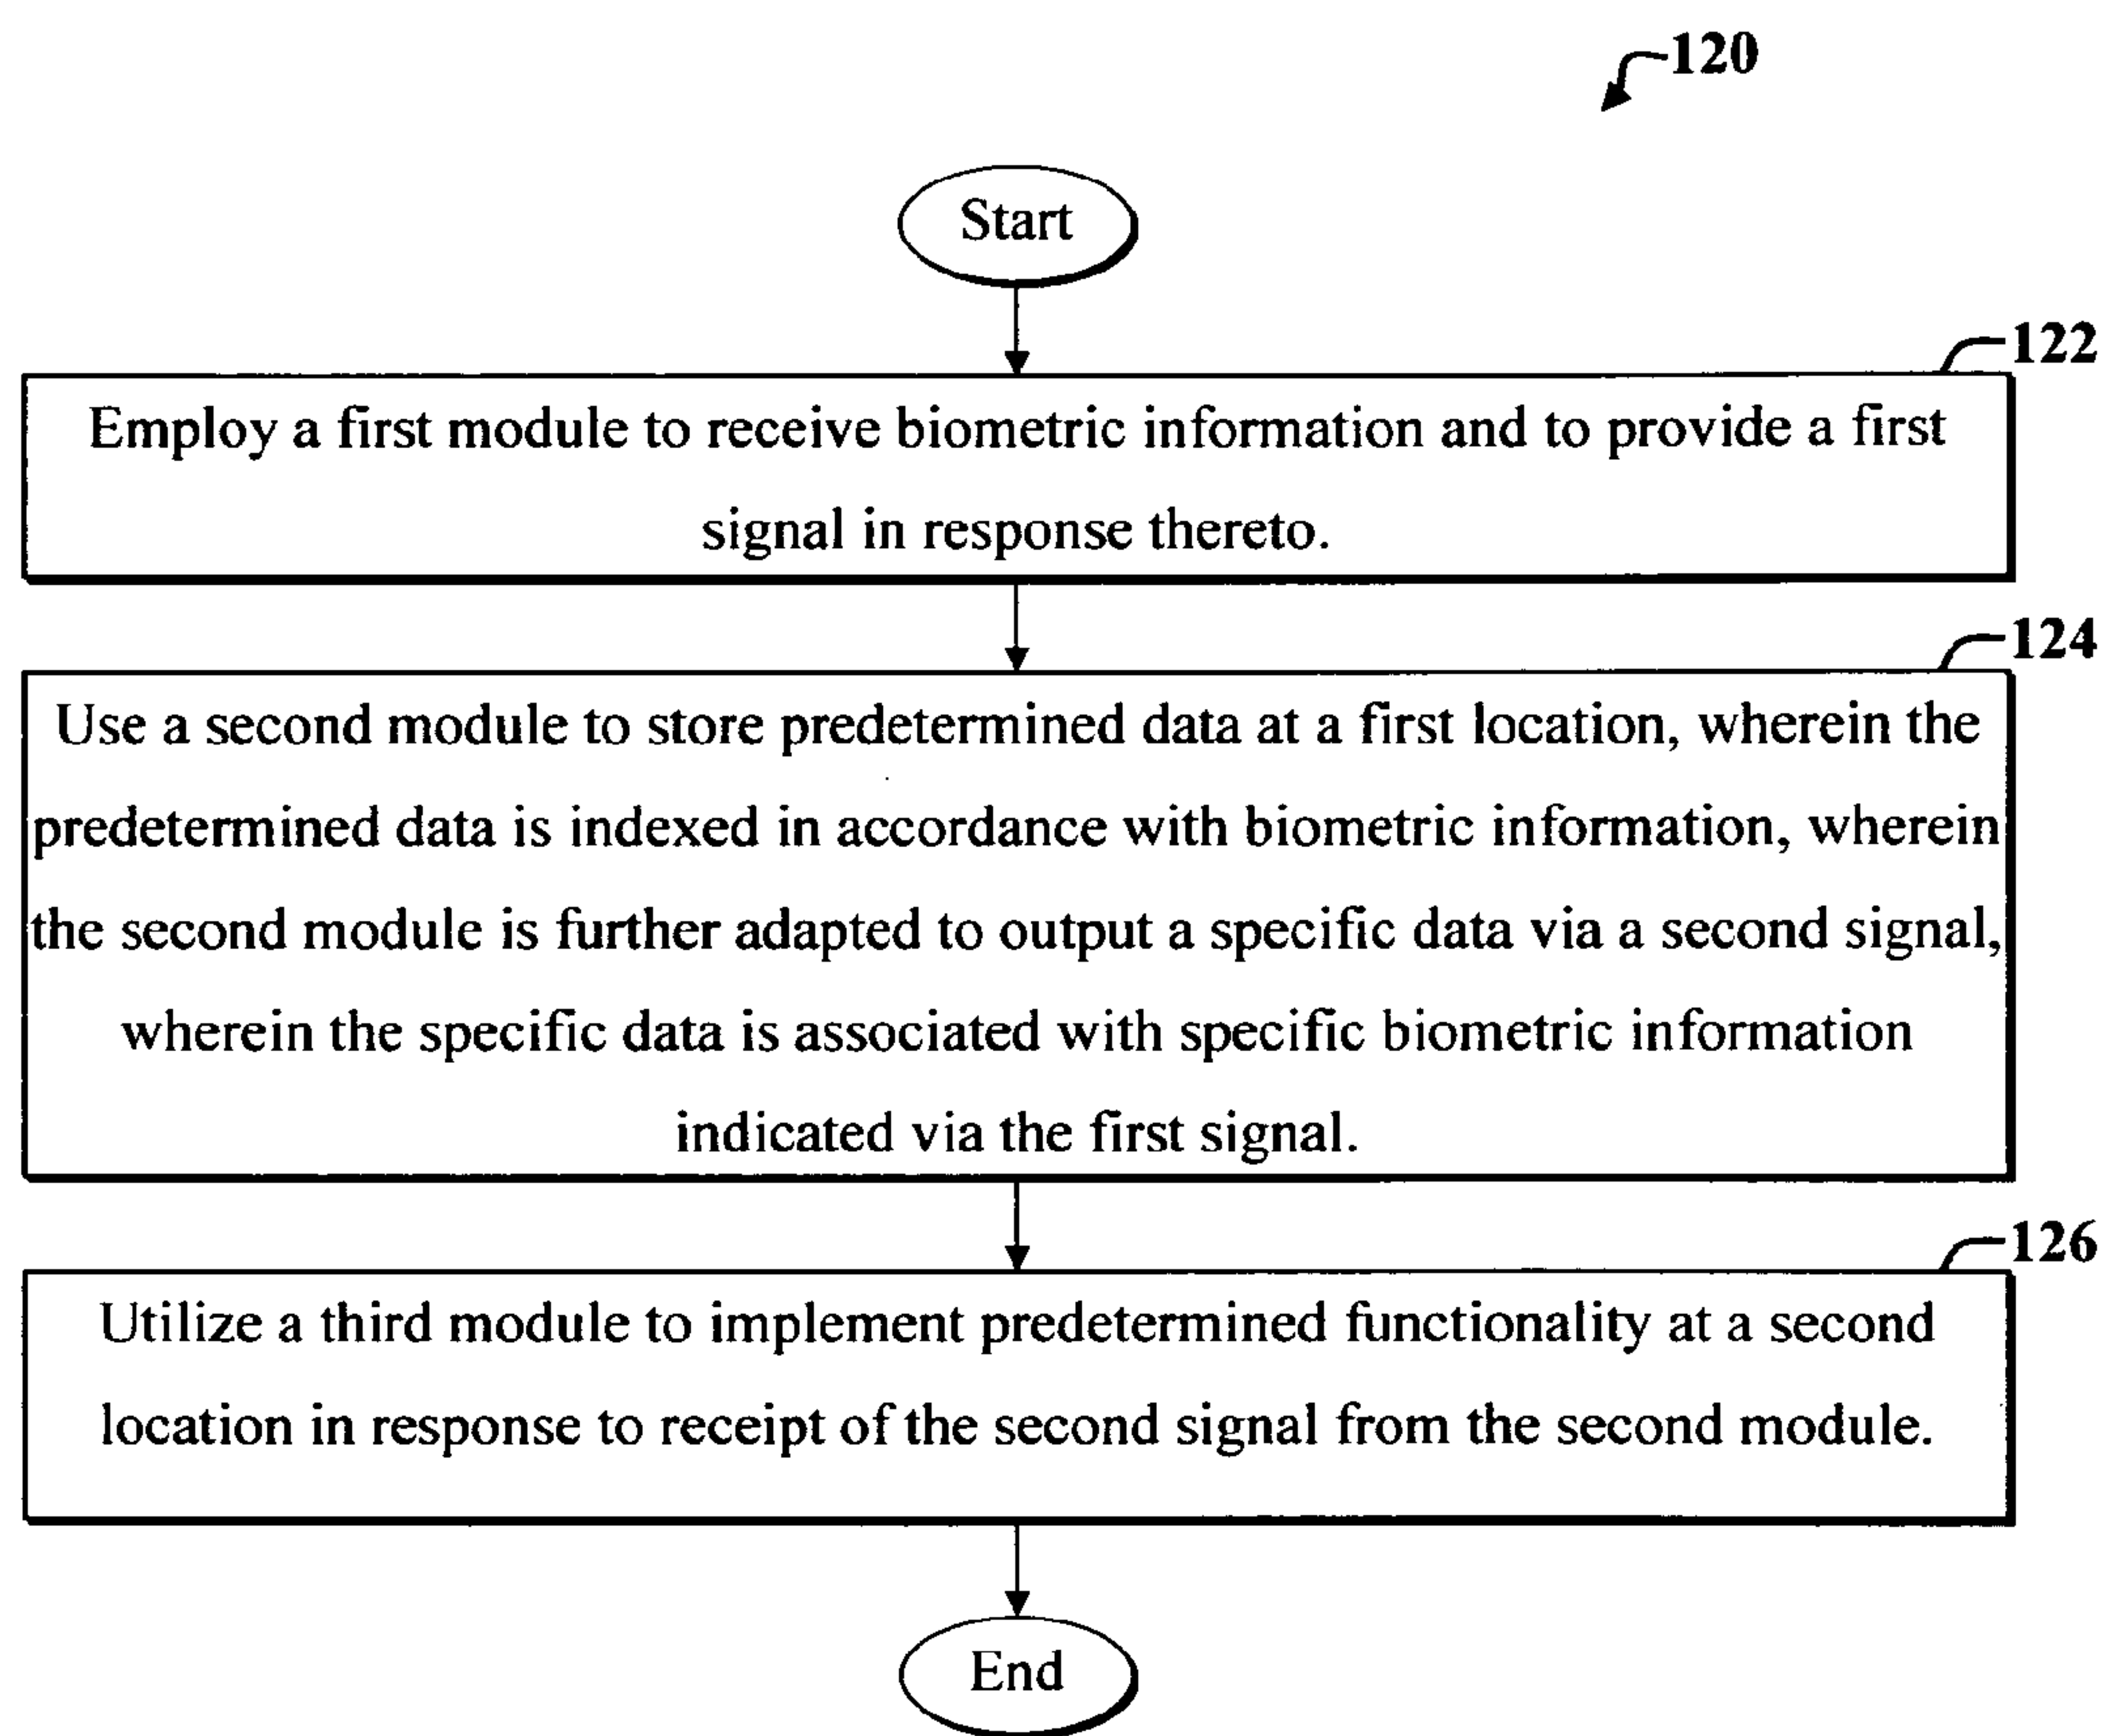 120
Start
122
Employ a first module to receive biometric information and to provide a first
signal in response thereto.
124
Use a second module to store predetermined data at a first location, wherein the
predetermined data is indexed in accordance with biometric information, wherein
the second module is further adapted to output a specific data via a second signal,
wherein the specific data is associated with specific biometric information
indicated via the first signal.
126
Utilize a third module to implement predetermined functionality at a second
location in response to receipt of the second signal from the second module.
End